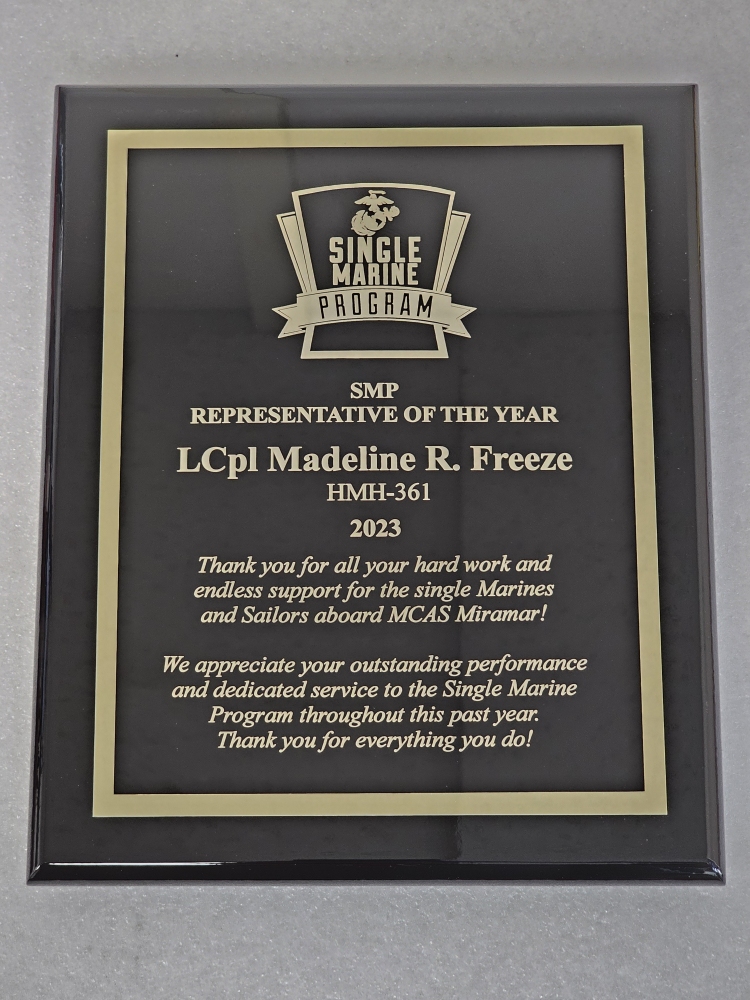 SINGLE
MARINE
PROGRAM
SMP
REPRESENTATIVE OF THE YEAR
LCpl Madeline R. Freeze
HMH-361
2023
Thank you for all your hard work and
endless support for the single Marines
and Sailors aboard MCAS Miramar!
We appreciate your outstanding performance
and dedicated service to the Single Marine
Program throughout this past year.
Thank you for everything you do!